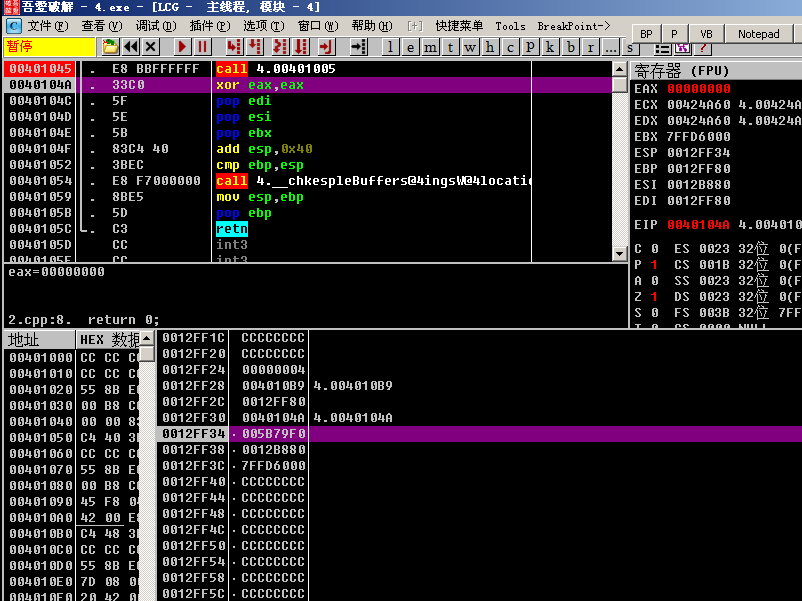 吾爱破解 - 4.exe - [LCG - 主线程, 模块 - 4]
C 文件(F) 查看(V) 调试(D) 插件(P) 选项(T) 窗口(W) 帮助(H) [+] 快捷菜单 Tools BreakPoint->
BP P VB Notepad
暂停 l e m t w h c p k b r ... s ?
00401045 . E8 BBFFFFFF call 4.00401005
0040104A . 33C0 xor eax,eax
0040104C . 5F pop edi
0040104D . 5E pop esi
0040104E . 5B pop ebx
0040104F . 83C4 40 add esp,0x40
00401052 . 3BEC cmp ebp,esp
00401054 . E8 F7000000 call 4.__chkespleBuffers@4ingsW@4locatio
00401059 . 8BE5 mov esp,ebp
0040105B . 5D pop ebp
0040105C . C3 retn
0040105D CC int3
0040105E CC int3
eax=00000000
2.cpp:8. return 0;
寄存器 (FPU)
EAX 00000000
ECX 00424A60 4.00424A
EDX 00424A60 4.00424A
EBX 7FFD6000
ESP 0012FF34
EBP 0012FF80
ESI 0012B880
EDI 0012FF80
EIP 0040104A 4.004010
C 0 ES 0023 32位 0(F
P 1 CS 001B 32位 0(F
A 0 SS 0023 32位 0(F
Z 1 DS 0023 32位 0(F
S 0 FS 003B 32位 7FF
T 0 GS 0000 NULL
地址 HEX 数据
00401000 CC CC C
00401010 CC CC C
00401020 55 8B E
00401030 00 B8 C
00401040 00 00 8
00401050 C4 40 3
00401060 CC CC C
00401070 55 8B E
00401080 00 B8 C
00401090 45 F8 0
004010A0 42 00 E
004010B0 C4 48 3
004010C0 CC CC C
004010D0 55 8B E
004010E0 7D 08 0
004010F0 20 42 0
0012FF1C CCCCCCCC
0012FF20 CCCCCCCC
0012FF24 00000004
0012FF28 004010B9 4.004010B9
0012FF2C 0012FF80
0012FF30 0040104A 4.0040104A
0012FF34 . 005B79F0
0012FF38 . 0012B880
0012FF3C . 7FFD6000
0012FF40 . CCCCCCCC
0012FF44 . CCCCCCCC
0012FF48 . CCCCCCCC
0012FF4C . CCCCCCCC
0012FF50 . CCCCCCCC
0012FF54 . CCCCCCCC
0012FF58 . CCCCCCCC
0012FF5C . CCCCCCCC